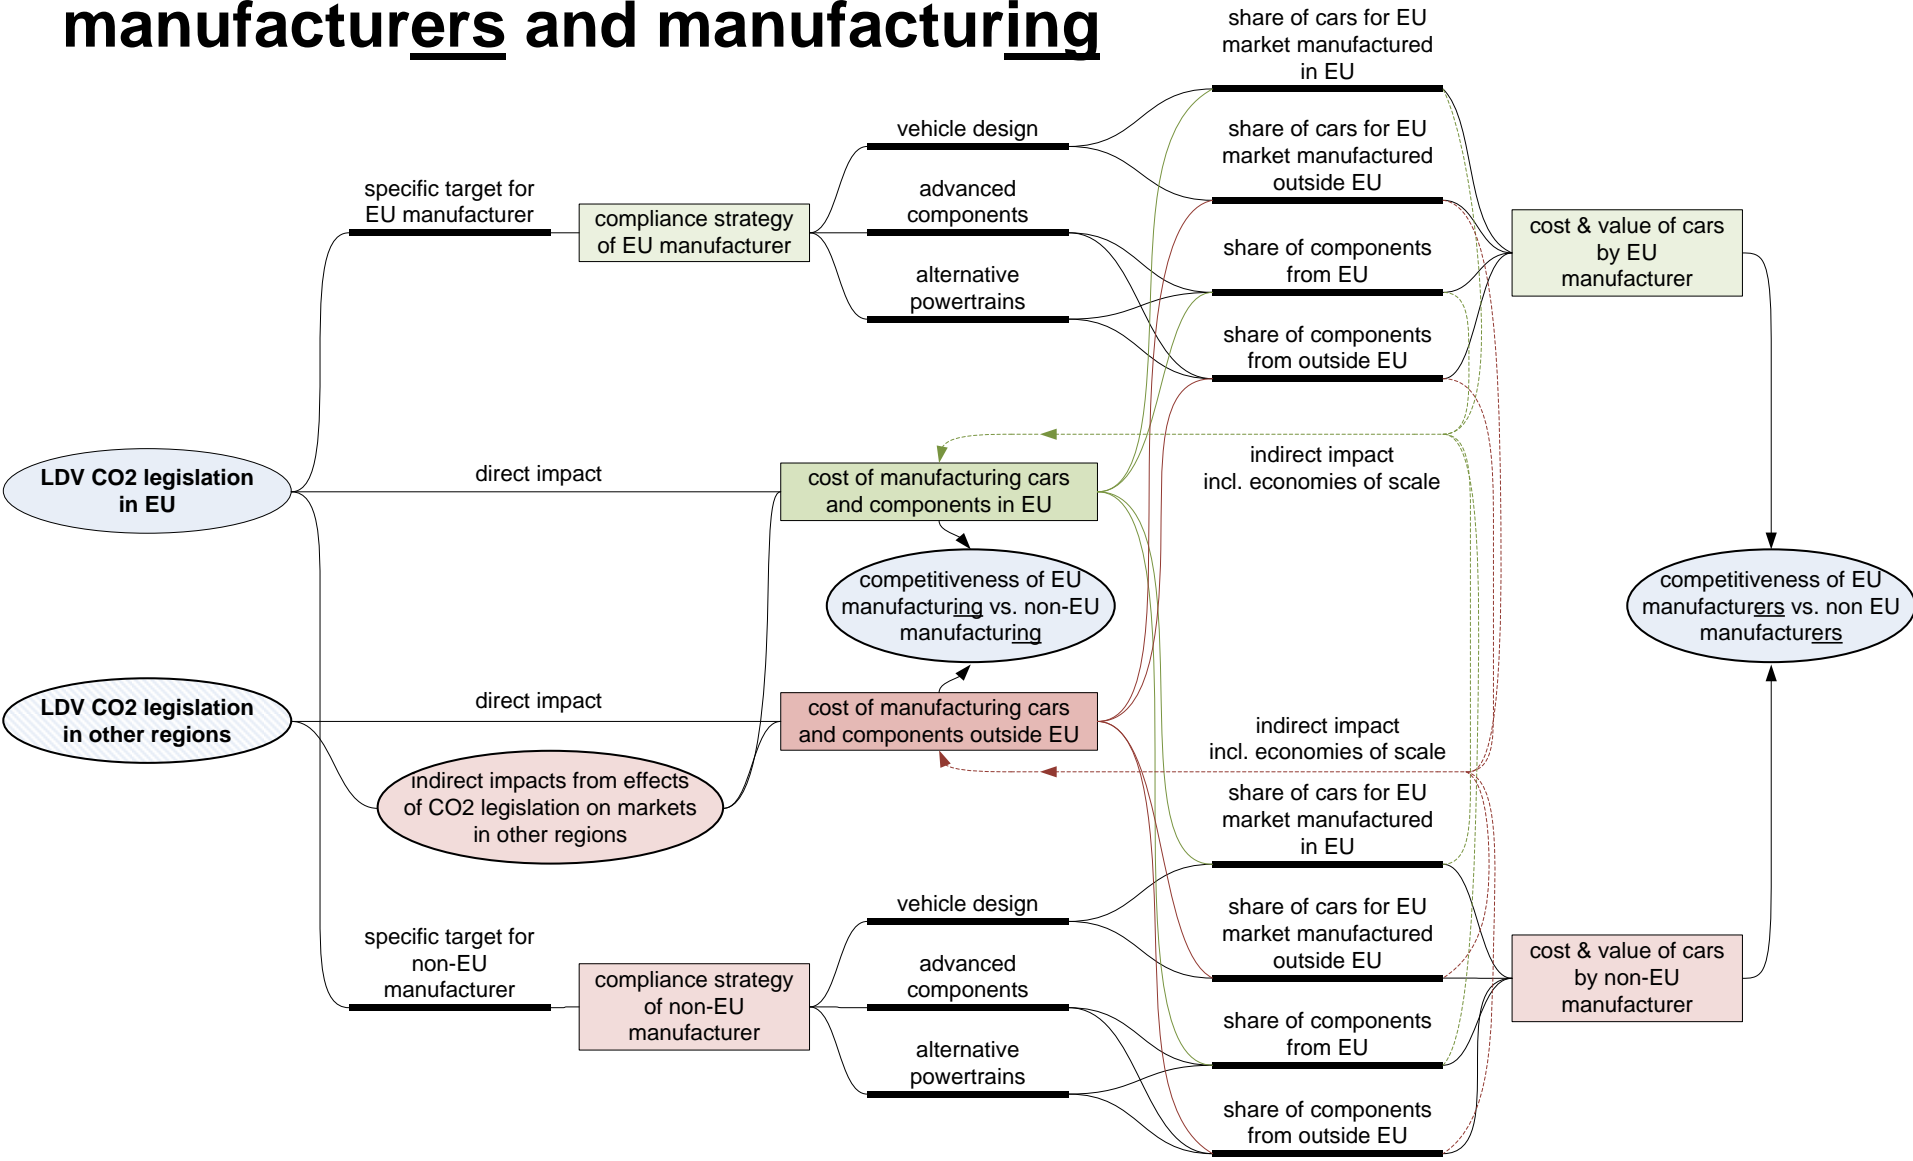 manufacturers and manufacturing
share of cars for EU
market manufactured
in EU
vehicle design
share of cars for EU
market manufactured
outside EU
specific target for
EU manufacturer
compliance strategy
of EU manufacturer
advanced
components
share of components
from EU
cost & value of cars
by EU
manufacturer
alternative
powertrains
share of components
from outside EU
LDV CO2 legislation
in EU
direct impact
cost of manufacturing cars
and components in EU
indirect impact
incl. economies of scale
competitiveness of EU
manufacturing vs. non-EU
manufacturing
competitiveness of EU
manufacturers vs. non EU
manufacturers
LDV CO2 legislation
in other regions
direct impact
cost of manufacturing cars
and components outside EU
indirect impact
incl. economies of scale
indirect impacts from effects
of CO2 legislation on markets
in other regions
share of cars for EU
market manufactured
in EU
vehicle design
share of cars for EU
market manufactured
outside EU
specific target for
non-EU
manufacturer
compliance strategy
of non-EU
manufacturer
advanced
components
cost & value of cars
by non-EU
manufacturer
share of components
from EU
alternative
powertrains
share of components
from outside EU